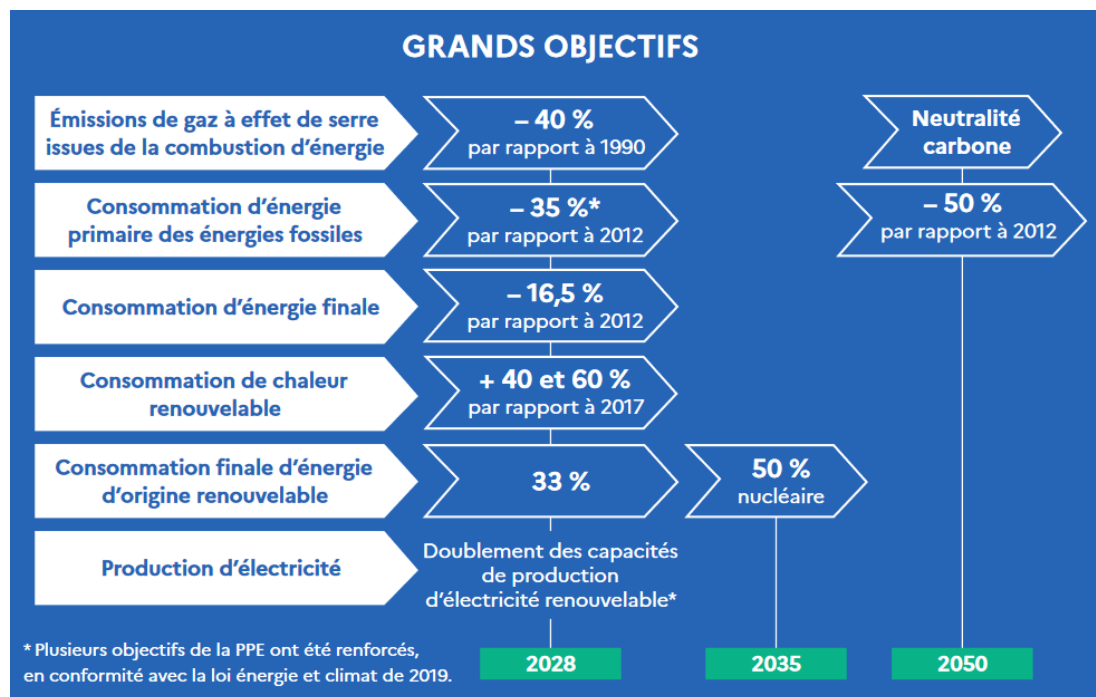 GRANDS OBJECTIFS
Émissions de gaz à effet de serre
issues de la combustion d'énergie
– 40 %
par rapport à 1990
Neutralité
carbone
Consommation d'énergie
primaire des énergies fossiles
– 35 %*
par rapport à 2012
– 50 %
par rapport à 2012
Consommation d'énergie finale
– 16,5 %
par rapport à 2012
Consommation de chaleur
renouvelable
+ 40 et 60 %
par rapport à 2017
Consommation finale d'énergie
d'origine renouvelable
33 %
50 %
nucléaire
Production d'électricité
Doublement des capacités
de production
d'électricité renouvelable*
* Plusieurs objectifs de la PPE ont été renforcés,
en conformité avec la loi énergie et climat de 2019.
2028
2035
2050